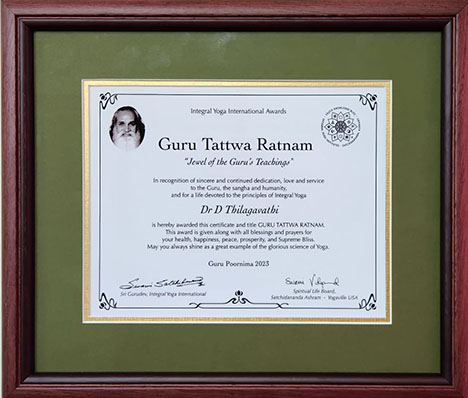 Integral Yoga International Awards
Guru Tattwa Ratnam
"Jewel of the Guru's Teachings"
In recognition of sincere and continued dedication, love and service
to the Guru, the sangha and humanity,
and for a life devoted to the principles of Integral Yoga
Dr D Thilagavathi
is hereby awarded this certificate and title GURU TATTWA RATNAM.
This award is given along with all blessings and prayers for
your health, happiness, peace, prosperity, and Supreme Bliss.
May you always shine as a great example of the glorious science of Yoga.
Guru Poornima 2023
Sri Gurudev, Integral Yoga International
Swami
Spiritual Life Board,
Satchidananda Ashram - Yogaville USA